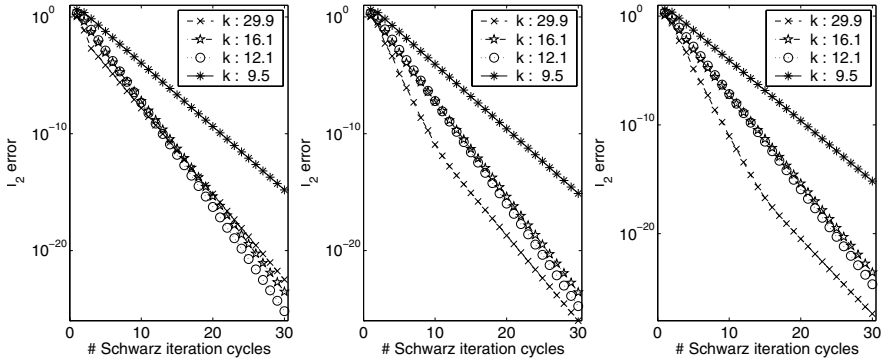 10^0
10^-10
10^-20
l_2 error
0 10 20 30
# Schwarz iteration cycles
k : 29.9
k : 16.1
k : 12.1
k : 9.5
10^0
10^-10
10^-20
l_2 error
0 10 20 30
# Schwarz iteration cycles
k : 29.9
k : 16.1
k : 12.1
k : 9.5
10^0
10^-10
10^-20
l_2 error
0 10 20 30
# Schwarz iteration cycles
k : 29.9
k : 16.1
k : 12.1
k : 9.5